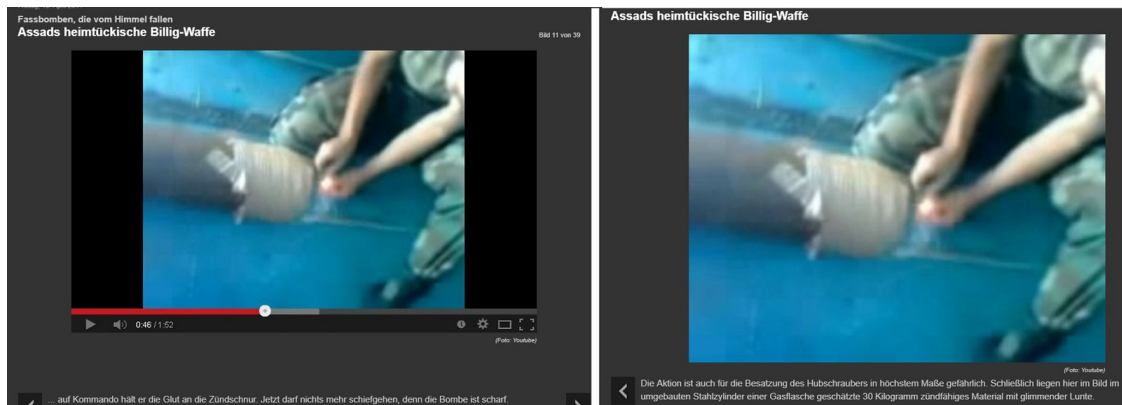 Fassbomben, die vom Himmel fallen
Assads heimtückische Billig-Waffe
Bild 11 von 39
0:46 / 1:52
(Foto: Youtube)
... auf Kommando hält er die Glut an die Zündschnur. Jetzt darf nichts mehr schiefgehen, denn die Bombe ist scharf.
Assads heimtückische Billig-Waffe
(Foto: Youtube)
Die Aktion ist auch für die Besatzung des Hubschraubers in höchstem Maße gefährlich. Schließlich liegen hier im Bild im
umgebauten Stahlzylinder einer Gasflasche geschätzte 30 Kilogramm zündfähiges Material mit glimmender Lunte.